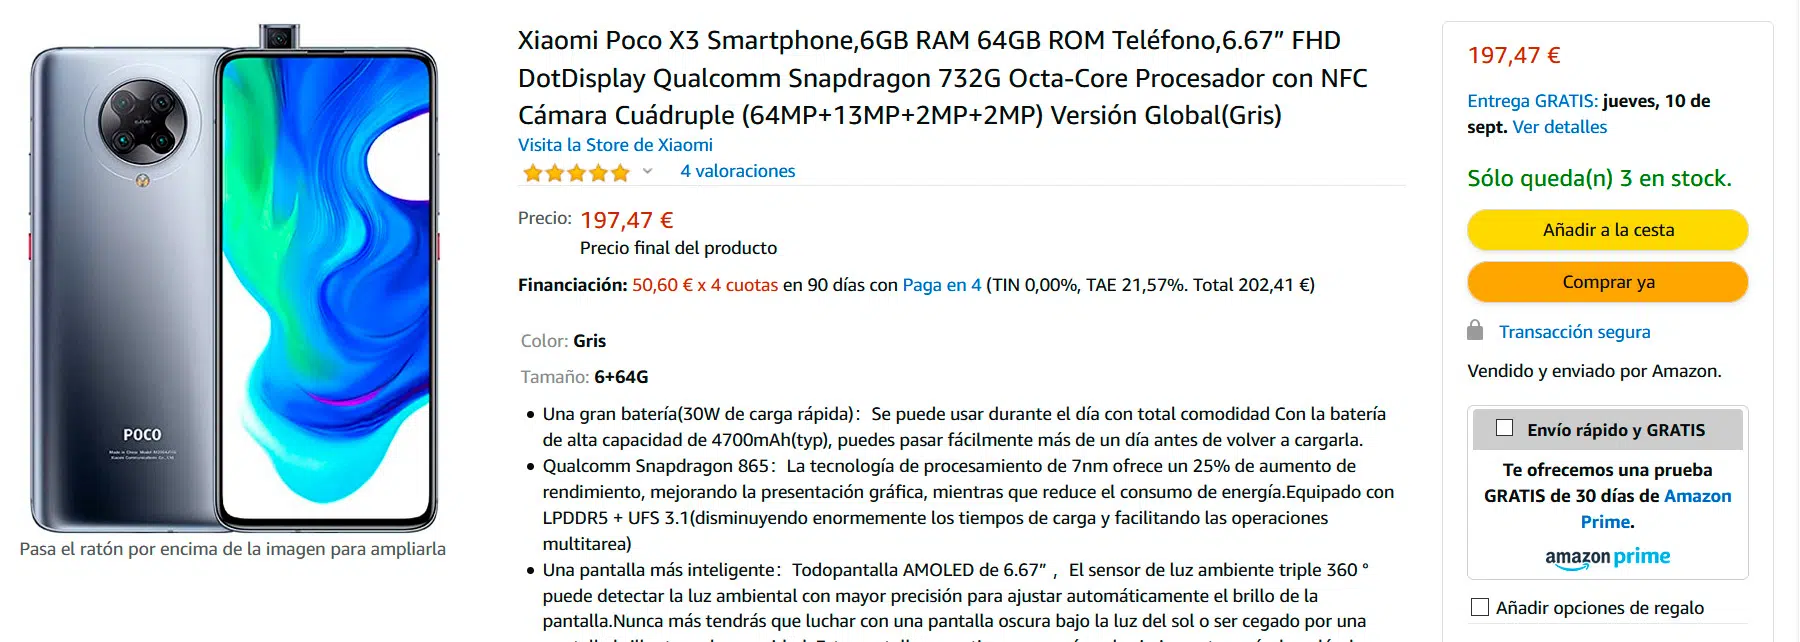 Xiaomi Poco X3 Smartphone,6GB RAM 64GB ROM Teléfono,6.67” FHD
DotDisplay Qualcomm Snapdragon 732G Octa-Core Procesador con NFC
Cámara Cuádruple (64MP+13MP+2MP+2MP) Versión Global(Gris)
Visita la Store de Xiaomi
4 valoraciones
Precio: 197,47 €
Precio final del producto
Financiación: 50,60 € x 4 cuotas en 90 días con Paga en 4 (TIN 0,00%, TAE 21,57%. Total 202,41 €)
Color: Gris
Tamaño: 6+64G
• Una gran batería(30W de carga rápida)：Se puede usar durante el día con total comodidad Con la batería
de alta capacidad de 4700mAh(typ), puedes pasar fácilmente más de un día antes de volver a cargarla.
• Qualcomm Snapdragon 865：La tecnología de procesamiento de 7nm ofrece un 25% de aumento de
rendimiento, mejorando la presentación gráfica, mientras que reduce el consumo de energía.Equipado con
LPDDR5 + UFS 3.1(disminuyendo enormemente los tiempos de carga y facilitando las operaciones
multitarea)
• Una pantalla más inteligente：Todopantalla AMOLED de 6.67”，El sensor de luz ambiente triple 360 °
puede detectar la luz ambiental con mayor precisión para ajustar automáticamente el brillo de la
pantalla.Nunca más tendrás que luchar con una pantalla oscura bajo la luz del sol o ser cegado por una
POCO
Pasa el ratón por encima de la imagen para ampliarla
197,47 €
Entrega GRATIS: jueves, 10 de
sept. Ver detalles
Sólo queda(n) 3 en stock.
Añadir a la cesta
Comprar ya
Transacción segura
Vendido y enviado por Amazon.
Envío rápido y GRATIS
Te ofrecemos una prueba
GRATIS de 30 días de Amazon
Prime.
amazon prime
Añadir opciones de regalo